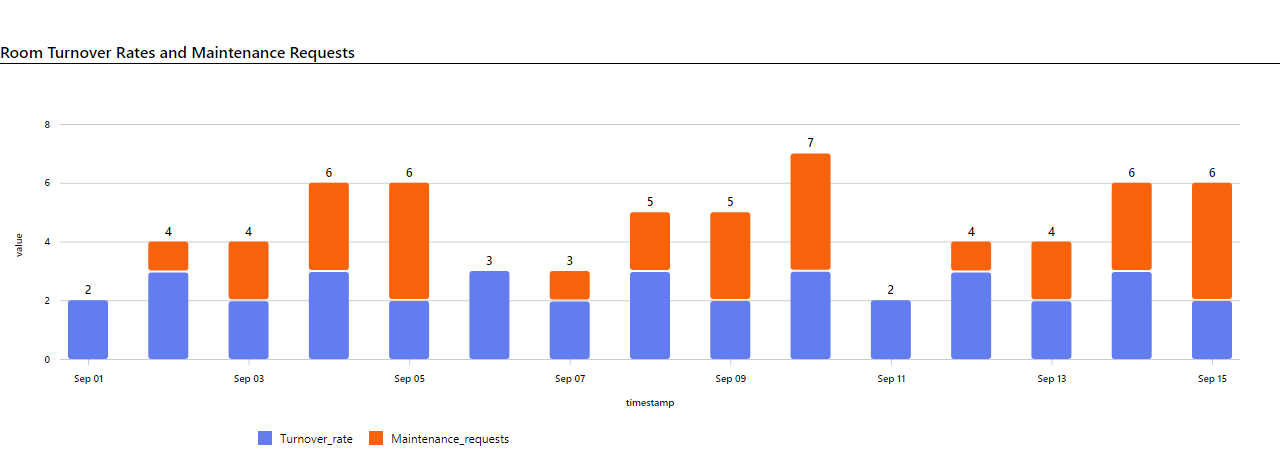 Room Turnover Rates and Maintenance Requests
8
6
4
2
0
value
2
4
4
6
6
3
3
5
5
7
2
4
4
6
6
Sep 01
Sep 03
Sep 05
Sep 07
Sep 09
Sep 11
Sep 13
Sep 15
timestamp
Turnover_rate
Maintenance_requests